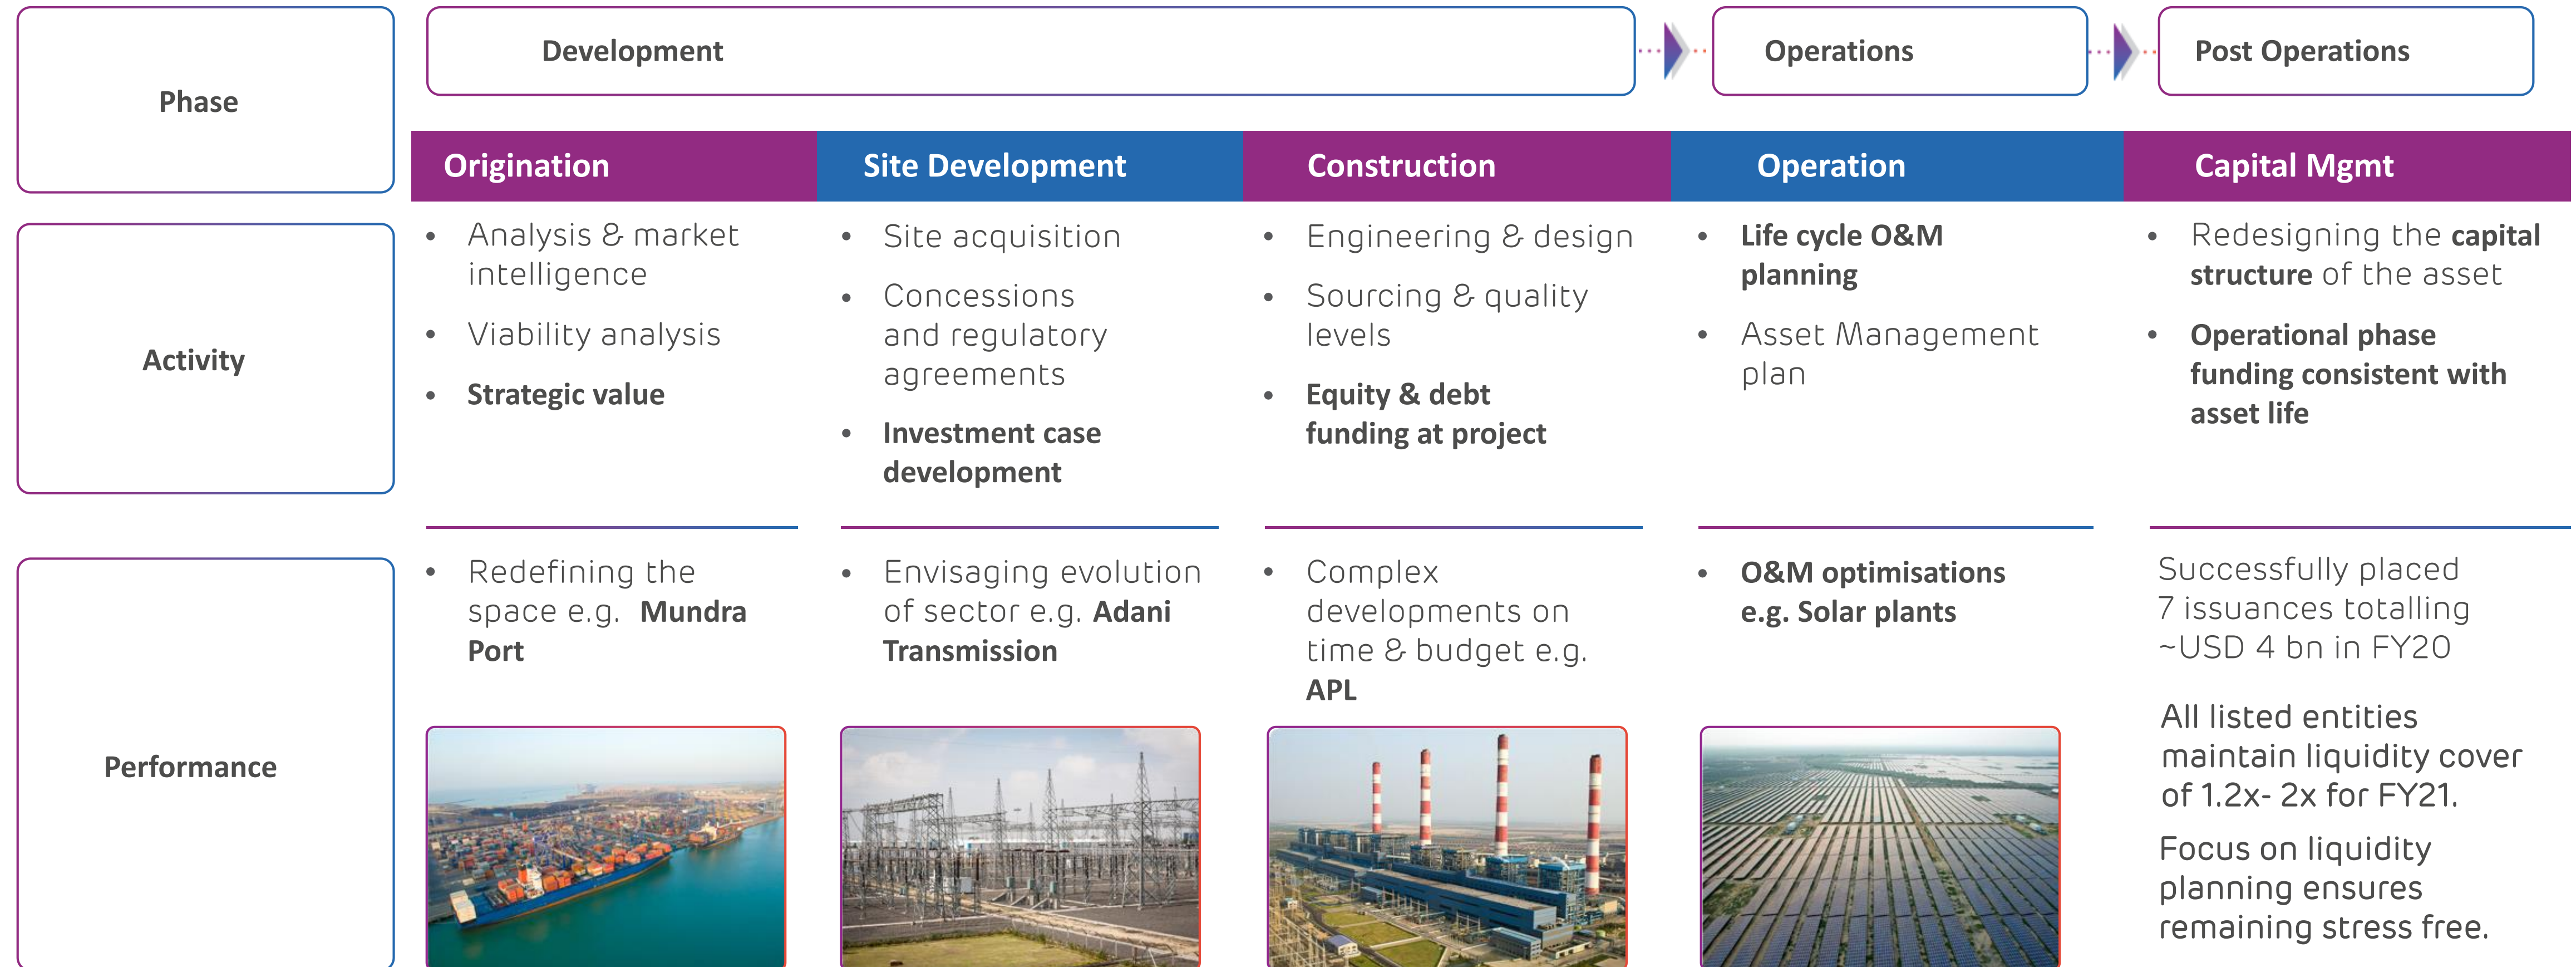 Phase
Development
Operations
Post Operations
Origination
Site Development
Construction
Operation
Capital Mgmt
Activity
• Analysis & market
intelligence
• Viability analysis
• Strategic value
• Site acquisition
• Concessions
and regulatory
agreements
• Investment case
development
• Engineering & design
• Sourcing & quality
levels
• Equity & debt
funding at project
• Life cycle O&M
planning
• Asset Management
plan
• Redesigning the capital
structure of the asset
• Operational phase
funding consistent with
asset life
Performance
• Redefining the
space e.g. Mundra
Port
• Envisaging evolution
of sector e.g. Adani
Transmission
• Complex
developments on
time & budget e.g.
APL
• O&M optimisations
e.g. Solar plants
Successfully placed
7 issuances totalling
~USD 4 bn in FY20
All listed entities
maintain liquidity cover
of 1.2x- 2x for FY21.
Focus on liquidity
planning ensures
remaining stress free.